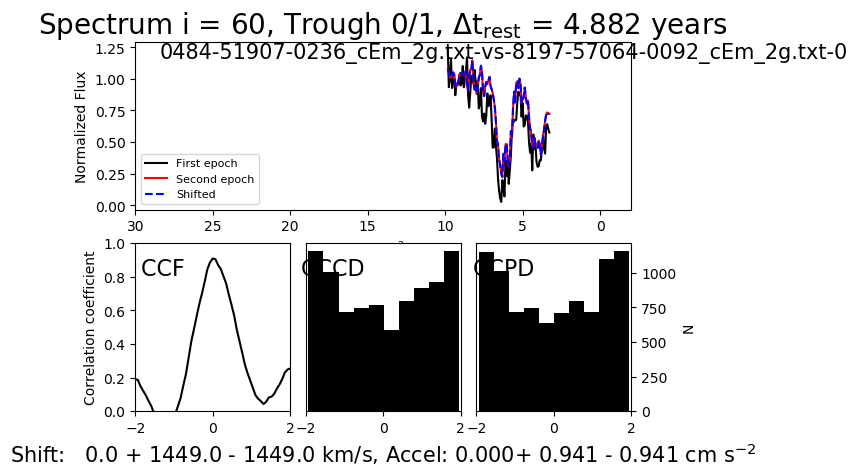 Spectrum i = 60, Trough 0/1, Δt_rest = 4.882 years
0484-51907-0236_cEm_2g.txt-vs-8197-57064-0092_cEm_2g.txt-0
Normalized Flux
1.25
1.00
0.75
0.50
0.25
0.00
First epoch
Second epoch
Shifted
30 25 20 15 10 5 0
Correlation coefficient
1.0
0.8
0.6
0.4
0.2
0.0
CCF
CCCD
CCPD
1000
750
500
250
0
N
−2 0 2
−2 0 2
−2 0 2
Shift: 0.0 + 1449.0 - 1449.0 km/s, Accel: 0.000+ 0.941 - 0.941 cm s⁻²